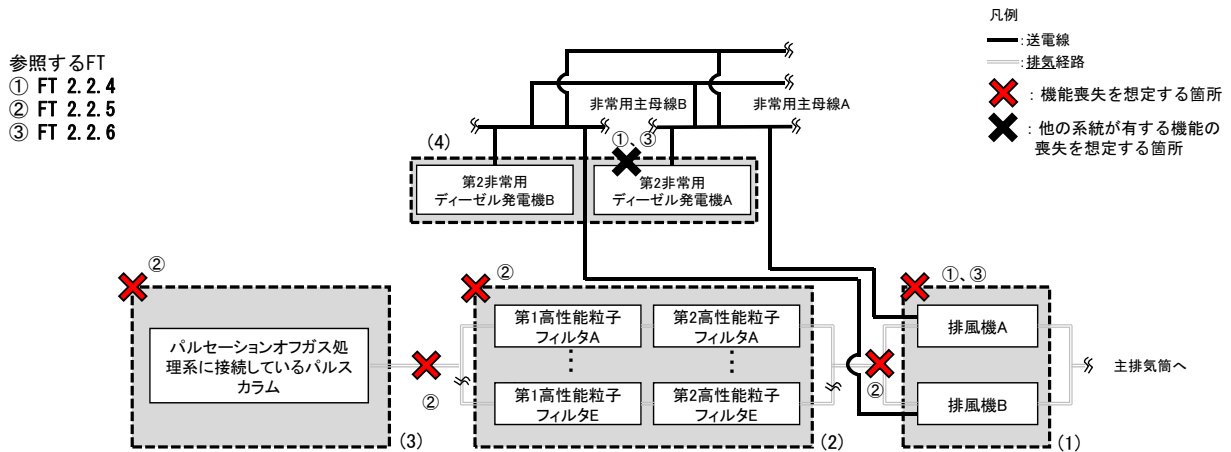 参照するFT
① FT 2.2.4
② FT 2.2.5
③ FT 2.2.6
凡例
:送電線
:排気経路
:機能喪失を想定する箇所
:他の系統が有する機能の
喪失を想定する箇所
非常用主母線B
非常用主母線A
(4)
①、③
第2非常用
ディーゼル発電機B
第2非常用
ディーゼル発電機A
②
パルセーションオフガス処
理系に接続しているパルス
カラム
(3)
②
②
第1高性能粒子
フィルタA
第2高性能粒子
フィルタA
第1高性能粒子
フィルタE
第2高性能粒子
フィルタE
(2)
②
①、③
排風機A
排風機B
(1)
主排気筒へ